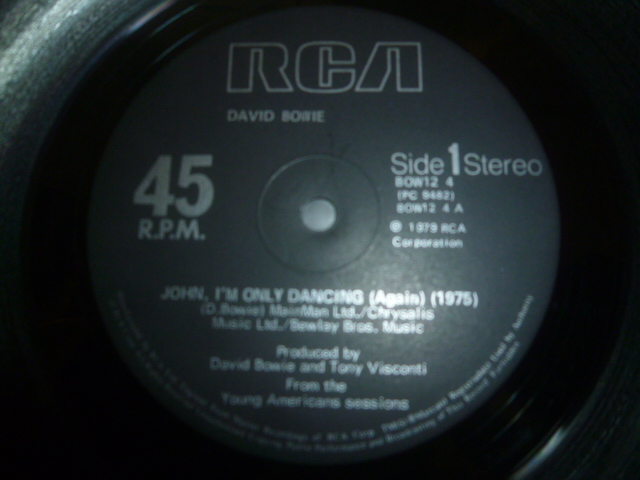 RCA
DAVID BOWIE
45
R.P.M.
Side 1 Stereo
BOW12 4
(PC 9482)
BOW12 4 A
℗ 1979 RCA
Corporation
JOHN, I'M ONLY DANCING (Again) (1975)
(D.Bowie) MainMan Ltd./Chrysalis
Music Ltd./Bewlay Bros. Music
Produced by
David Bowie and Tony Visconti
From the
Young Americans sessions